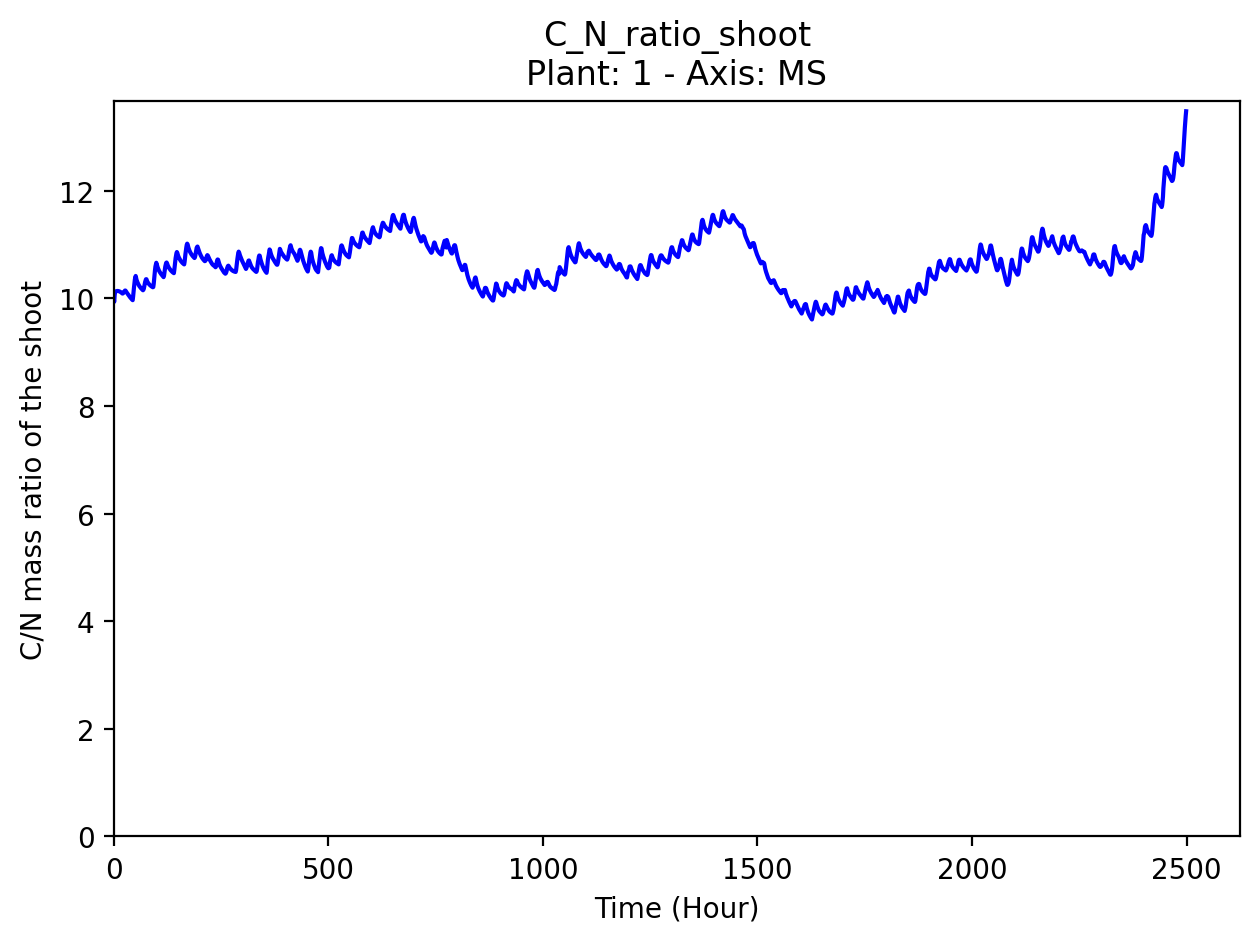 C_N_ratio_shoot
Plant: 1 - Axis: MS
C/N mass ratio of the shoot
12
10
8
6
4
2
0
0 500 1000 1500 2000 2500
Time (Hour)